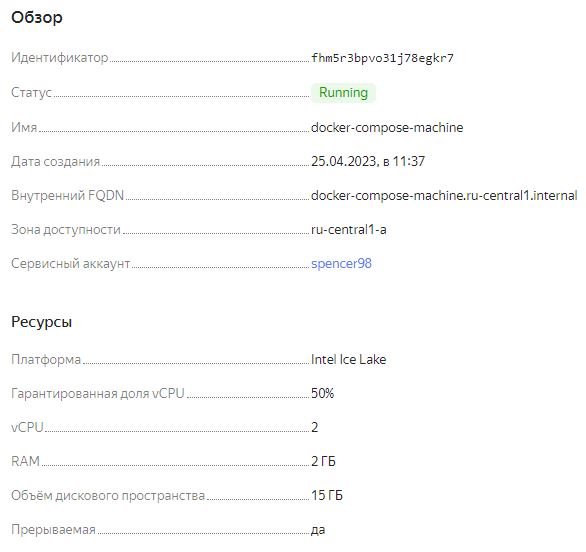 Обзор
Идентификатор fhm5r3bpvo31j78egkr7
Статус Running
Имя docker-compose-machine
Дата создания 25.04.2023, в 11:37
Внутренний FQDN docker-compose-machine.ru-central1.internal
Зона доступности ru-central1-a
Сервисный аккаунт spencer98
Ресурсы
Платформа Intel Ice Lake
Гарантированная доля vCPU 50%
vCPU 2
RAM 2 ГБ
Объём дискового пространства 15 ГБ
Прерываемая да